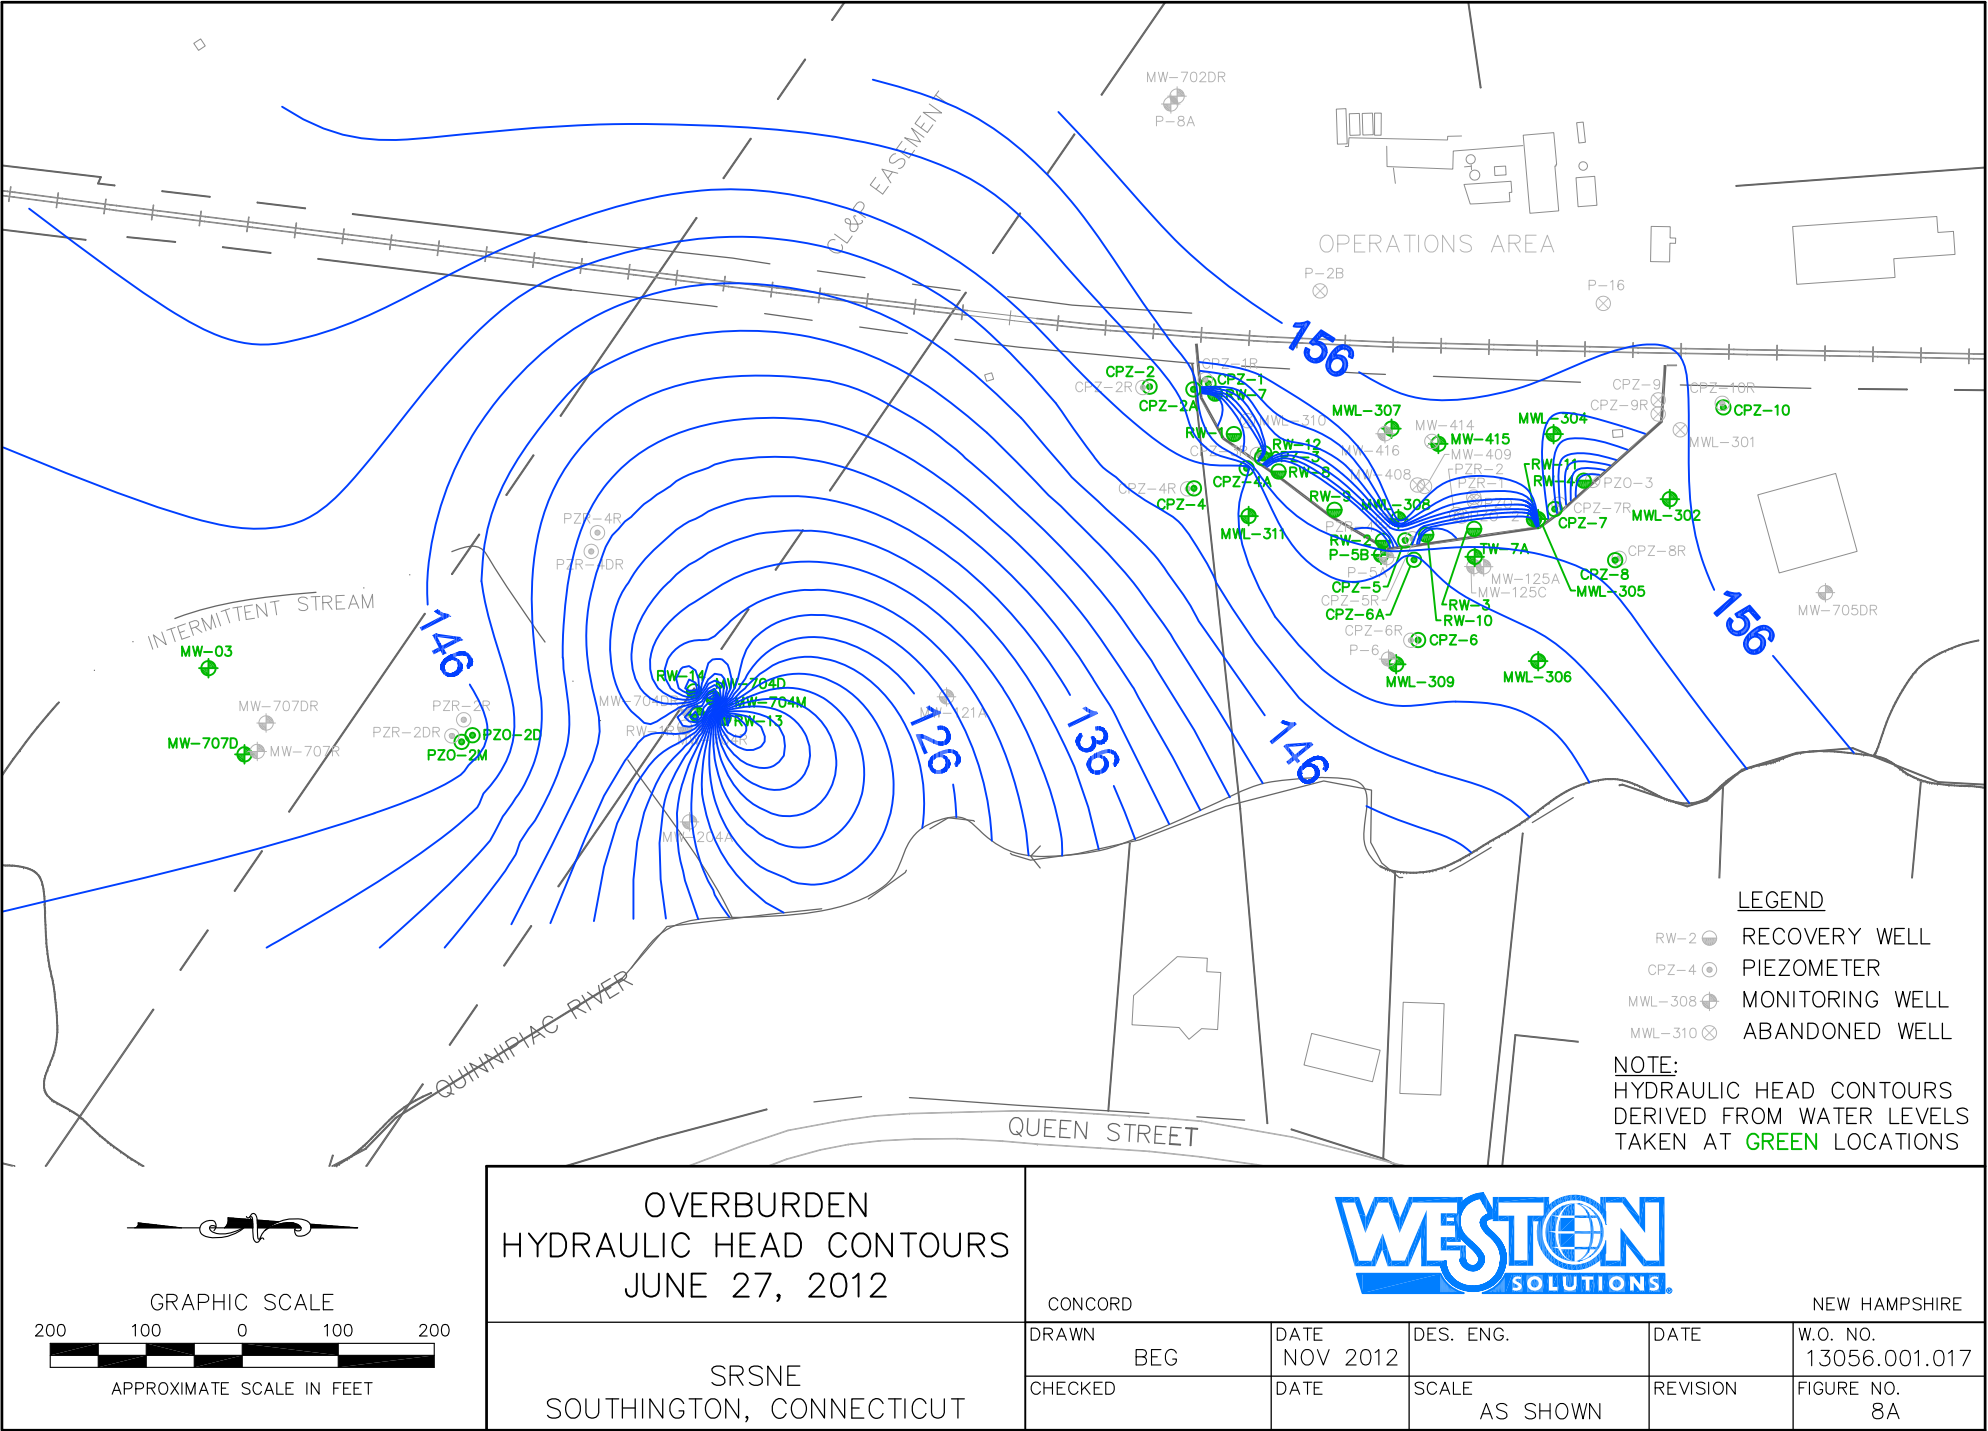 MW-702DR
P-8A
CL&P EASEMENT
OPERATIONS AREA
P-2B
P-16
156
CPZ-1R
CPZ-2
CPZ-2R
CPZ-1
RW-7
CPZ-2A
CPZ-9
CPZ-10R
CPZ-9R
CPZ-10
MWL-307
MWL-304
MWL-310
MW-414
RW-1
MW-415
MW-416
MWL-301
RW-12
CPZ-3
MW-409
RW-8
PZR-2
RW-11
CPZ-4A
MW-408
PZR-1
RW-4
PZO-3
CPZ-4R
CPZ-4
RW-9
MWL-308
CPZ-7R
CPZ-7
MWL-302
MWL-311
RW-2
P-5B
P-5A
TW-7A
CPZ-8R
CPZ-8
CPZ-5
CPZ-5R
MW-125A
MW-125C
MWL-305
CPZ-6A
RW-3
RW-10
CPZ-6R
CPZ-6
P-6
MWL-309
MWL-306
156
MW-705DR
PZR-4R
PZR-4DR
INTERMITTENT STREAM
146
MW-03
MW-707DR
MW-707D
MW-707R
PZR-2R
PZR-2DR
PZO-2D
PZO-2M
RW-14
MW-704D
MW-704DR
MW-704M
RW-13
MW-121A
126
136
146
MW-204A
QUINNIPIAC RIVER
QUEEN STREET
LEGEND
RW-2 RECOVERY WELL
CPZ-4 PIEZOMETER
MWL-308 MONITORING WELL
MWL-310 ABANDONED WELL
NOTE:
HYDRAULIC HEAD CONTOURS
DERIVED FROM WATER LEVELS
TAKEN AT GREEN LOCATIONS
GRAPHIC SCALE
200 100 0 100 200
APPROXIMATE SCALE IN FEET
OVERBURDEN
HYDRAULIC HEAD CONTOURS
JUNE 27, 2012
SRSNE
SOUTHINGTON, CONNECTICUT
WESTON
SOLUTIONS®
CONCORD NEW HAMPSHIRE
DRAWN
BEG
DATE
NOV 2012
DES. ENG.
DATE
W.O. NO.
13056.001.017
CHECKED
DATE
SCALE
AS SHOWN
REVISION
FIGURE NO.
8A